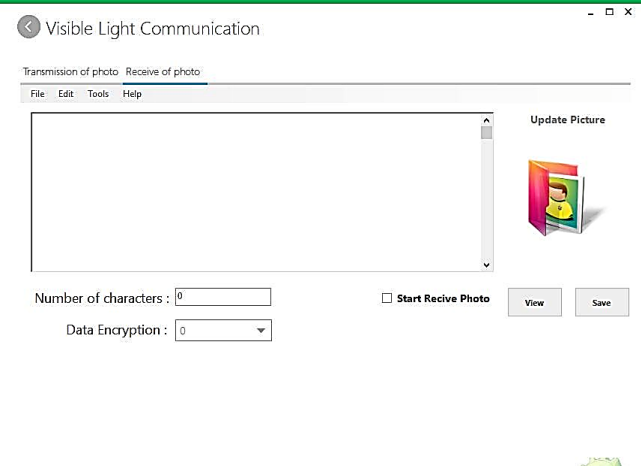 Visible Light Communication
Transmission of photo Receive of photo
File Edit Tools Help
Update Picture
Number of characters : 0
Start Recive Photo
View
Save
Data Encryption : 0